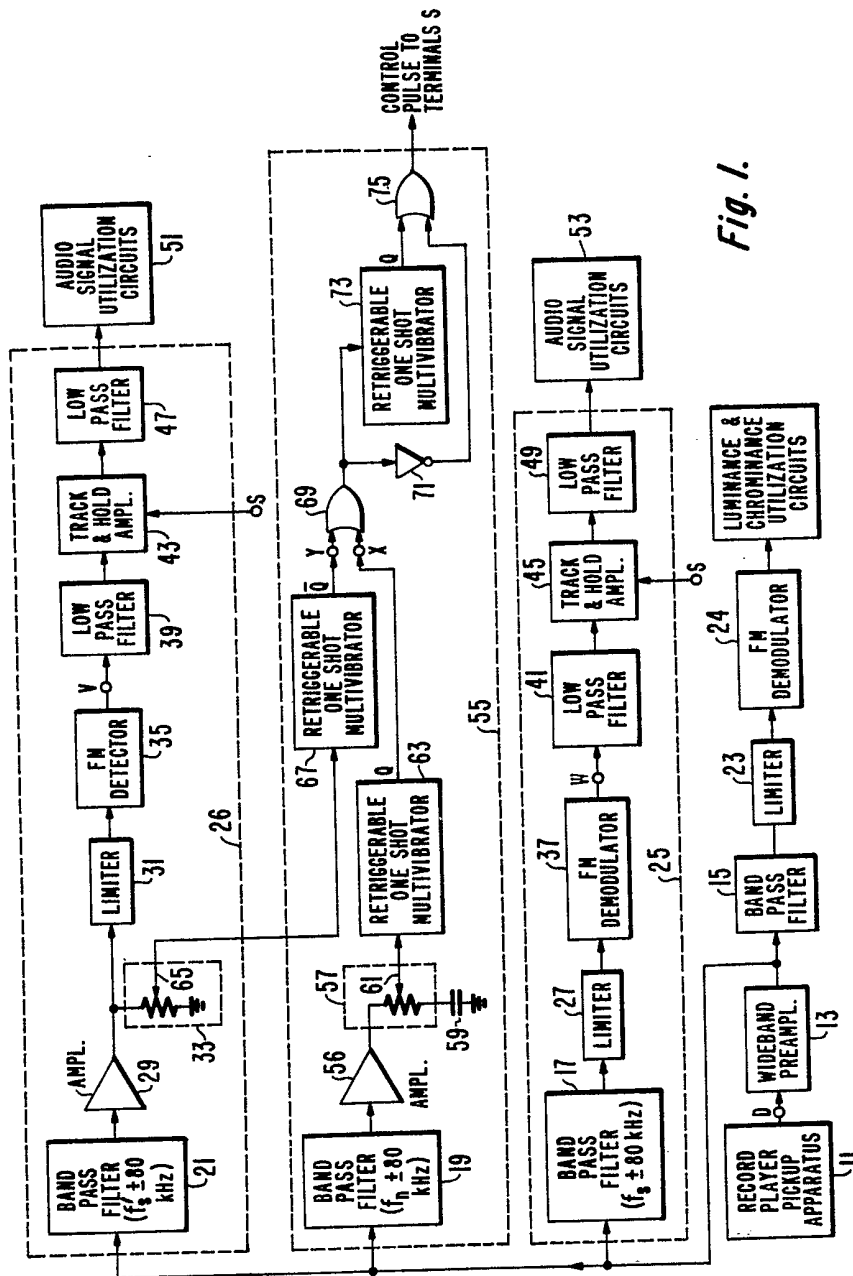 AUDIO
SIGNAL
UTILIZATION
CIRCUITS
51
LOW
PASS
FILTER
47
TRACK
& HOLD
AMPL.
43
S
LOW
PASS
FILTER
39
V
FM
DETECTOR
35
LIMITER
31
26
AMPL.
29
65
33
BAND
PASS
FILTER
(f's ± 80
kHz)
21
CONTROL
PULSE TO
TERMINALS S
75
Q
RETRIGGERABLE
ONE SHOT
MULTIVIBRATOR
73
71
69
Y
X
Q̅
RETRIGGERABLE
ONE SHOT
MULTIVIBRATOR
67
Q
RETRIGGERABLE
ONE SHOT
MULTIVIBRATOR
63
55
57
61
59
56
AMPL.
BAND
PASS
FILTER
(fn ± 80
kHz)
19
AUDIO
SIGNAL
UTILIZATION
CIRCUITS
53
LOW
PASS
FILTER
49
TRACK
& HOLD
AMPL.
45
S
LOW
PASS
FILTER
41
W
FM
DEMODULATOR
37
25
LIMITER
27
BAND
PASS
FILTER
(fs ± 80 kHz)
17
LUMINANCE &
CHROMINANCE
UTILIZATION
CIRCUITS
FM
DEMODULATOR
24
LIMITER
23
BAND
PASS
FILTER
15
WIDEBAND
PREAMPL.
13
D
RECORD
PLAYER
PICKUP
APPARATUS
11
Fig. 1.